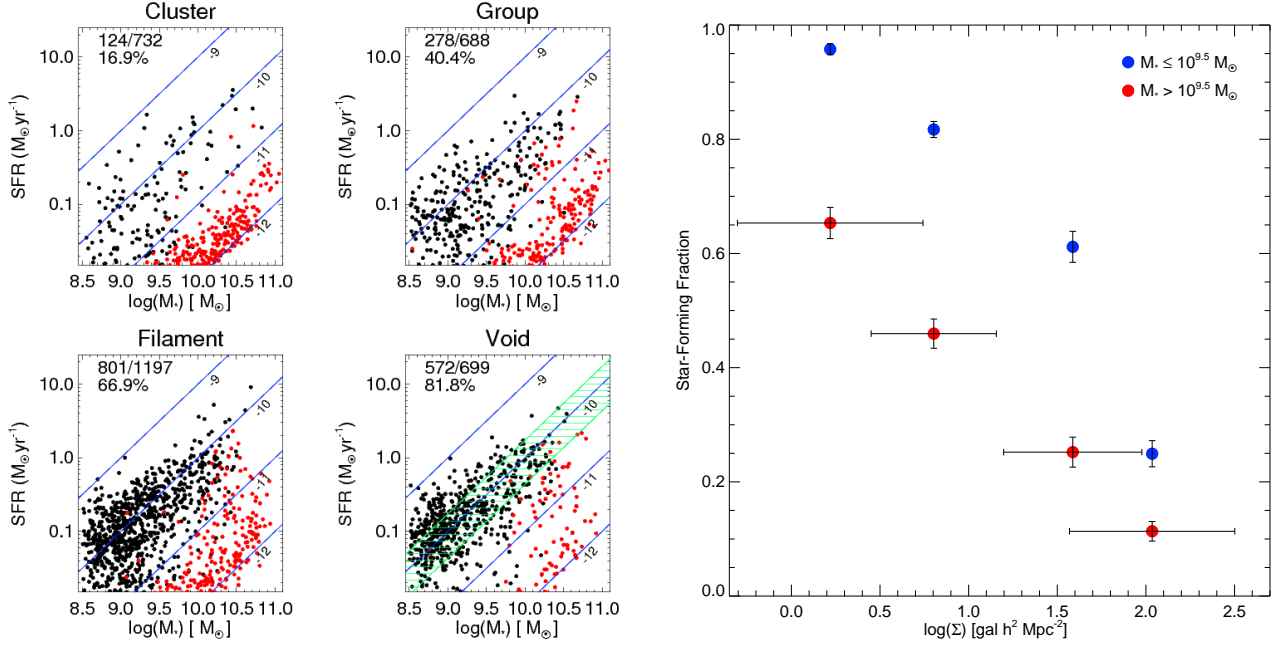 Cluster
124/732
16.9%
-9
-10
-11
-12
10.0
1.0
0.1
SFR (M⊙ yr⁻¹)
8.5 9.0 9.5 10.0 10.5 11.0
log(M*) [ M⊙]
Group
278/688
40.4%
-9
-10
-11
-12
10.0
1.0
0.1
SFR (M⊙ yr⁻¹)
8.5 9.0 9.5 10.0 10.5 11.0
log(M*) [ M⊙]
Filament
801/1197
66.9%
-9
-10
-11
-12
10.0
1.0
0.1
SFR (M⊙ yr⁻¹)
8.5 9.0 9.5 10.0 10.5 11.0
log(M*) [ M⊙]
Void
572/699
81.8%
-9
-10
-11
-12
10.0
1.0
0.1
SFR (M⊙ yr⁻¹)
8.5 9.0 9.5 10.0 10.5 11.0
log(M*) [ M⊙]
M* ≤ 10^9.5 M⊙
M* > 10^9.5 M⊙
1.0
0.8
0.6
0.4
0.2
0.0
Star-Forming Fraction
0.0 0.5 1.0 1.5 2.0 2.5
log(Σ) [gal h² Mpc⁻²]